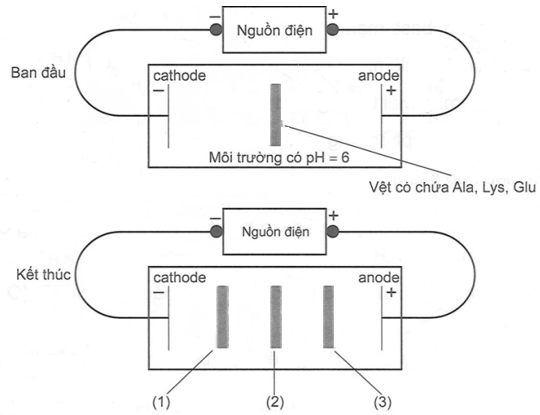 – Nguồn điện +
Ban đầu
cathode anode
– +
Môi trường có pH = 6
Vệt có chứa Ala, Lys, Glu
– Nguồn điện +
Kết thúc
cathode anode
– +
(1) (2) (3)